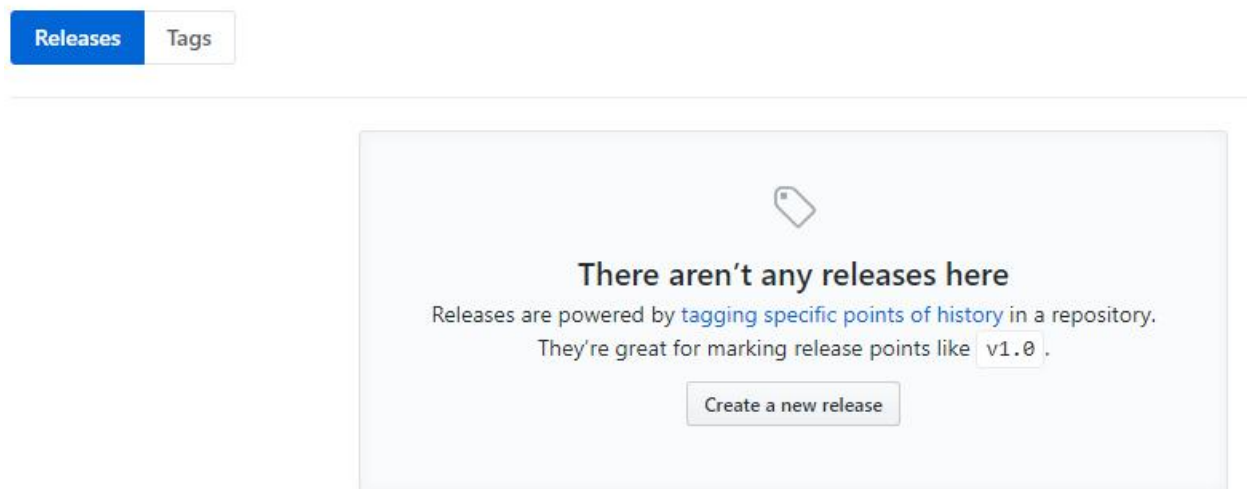 Releases Tags
There aren’t any releases here
Releases are powered by tagging specific points of history in a repository.
They’re great for marking release points like v1.0 .
Create a new release